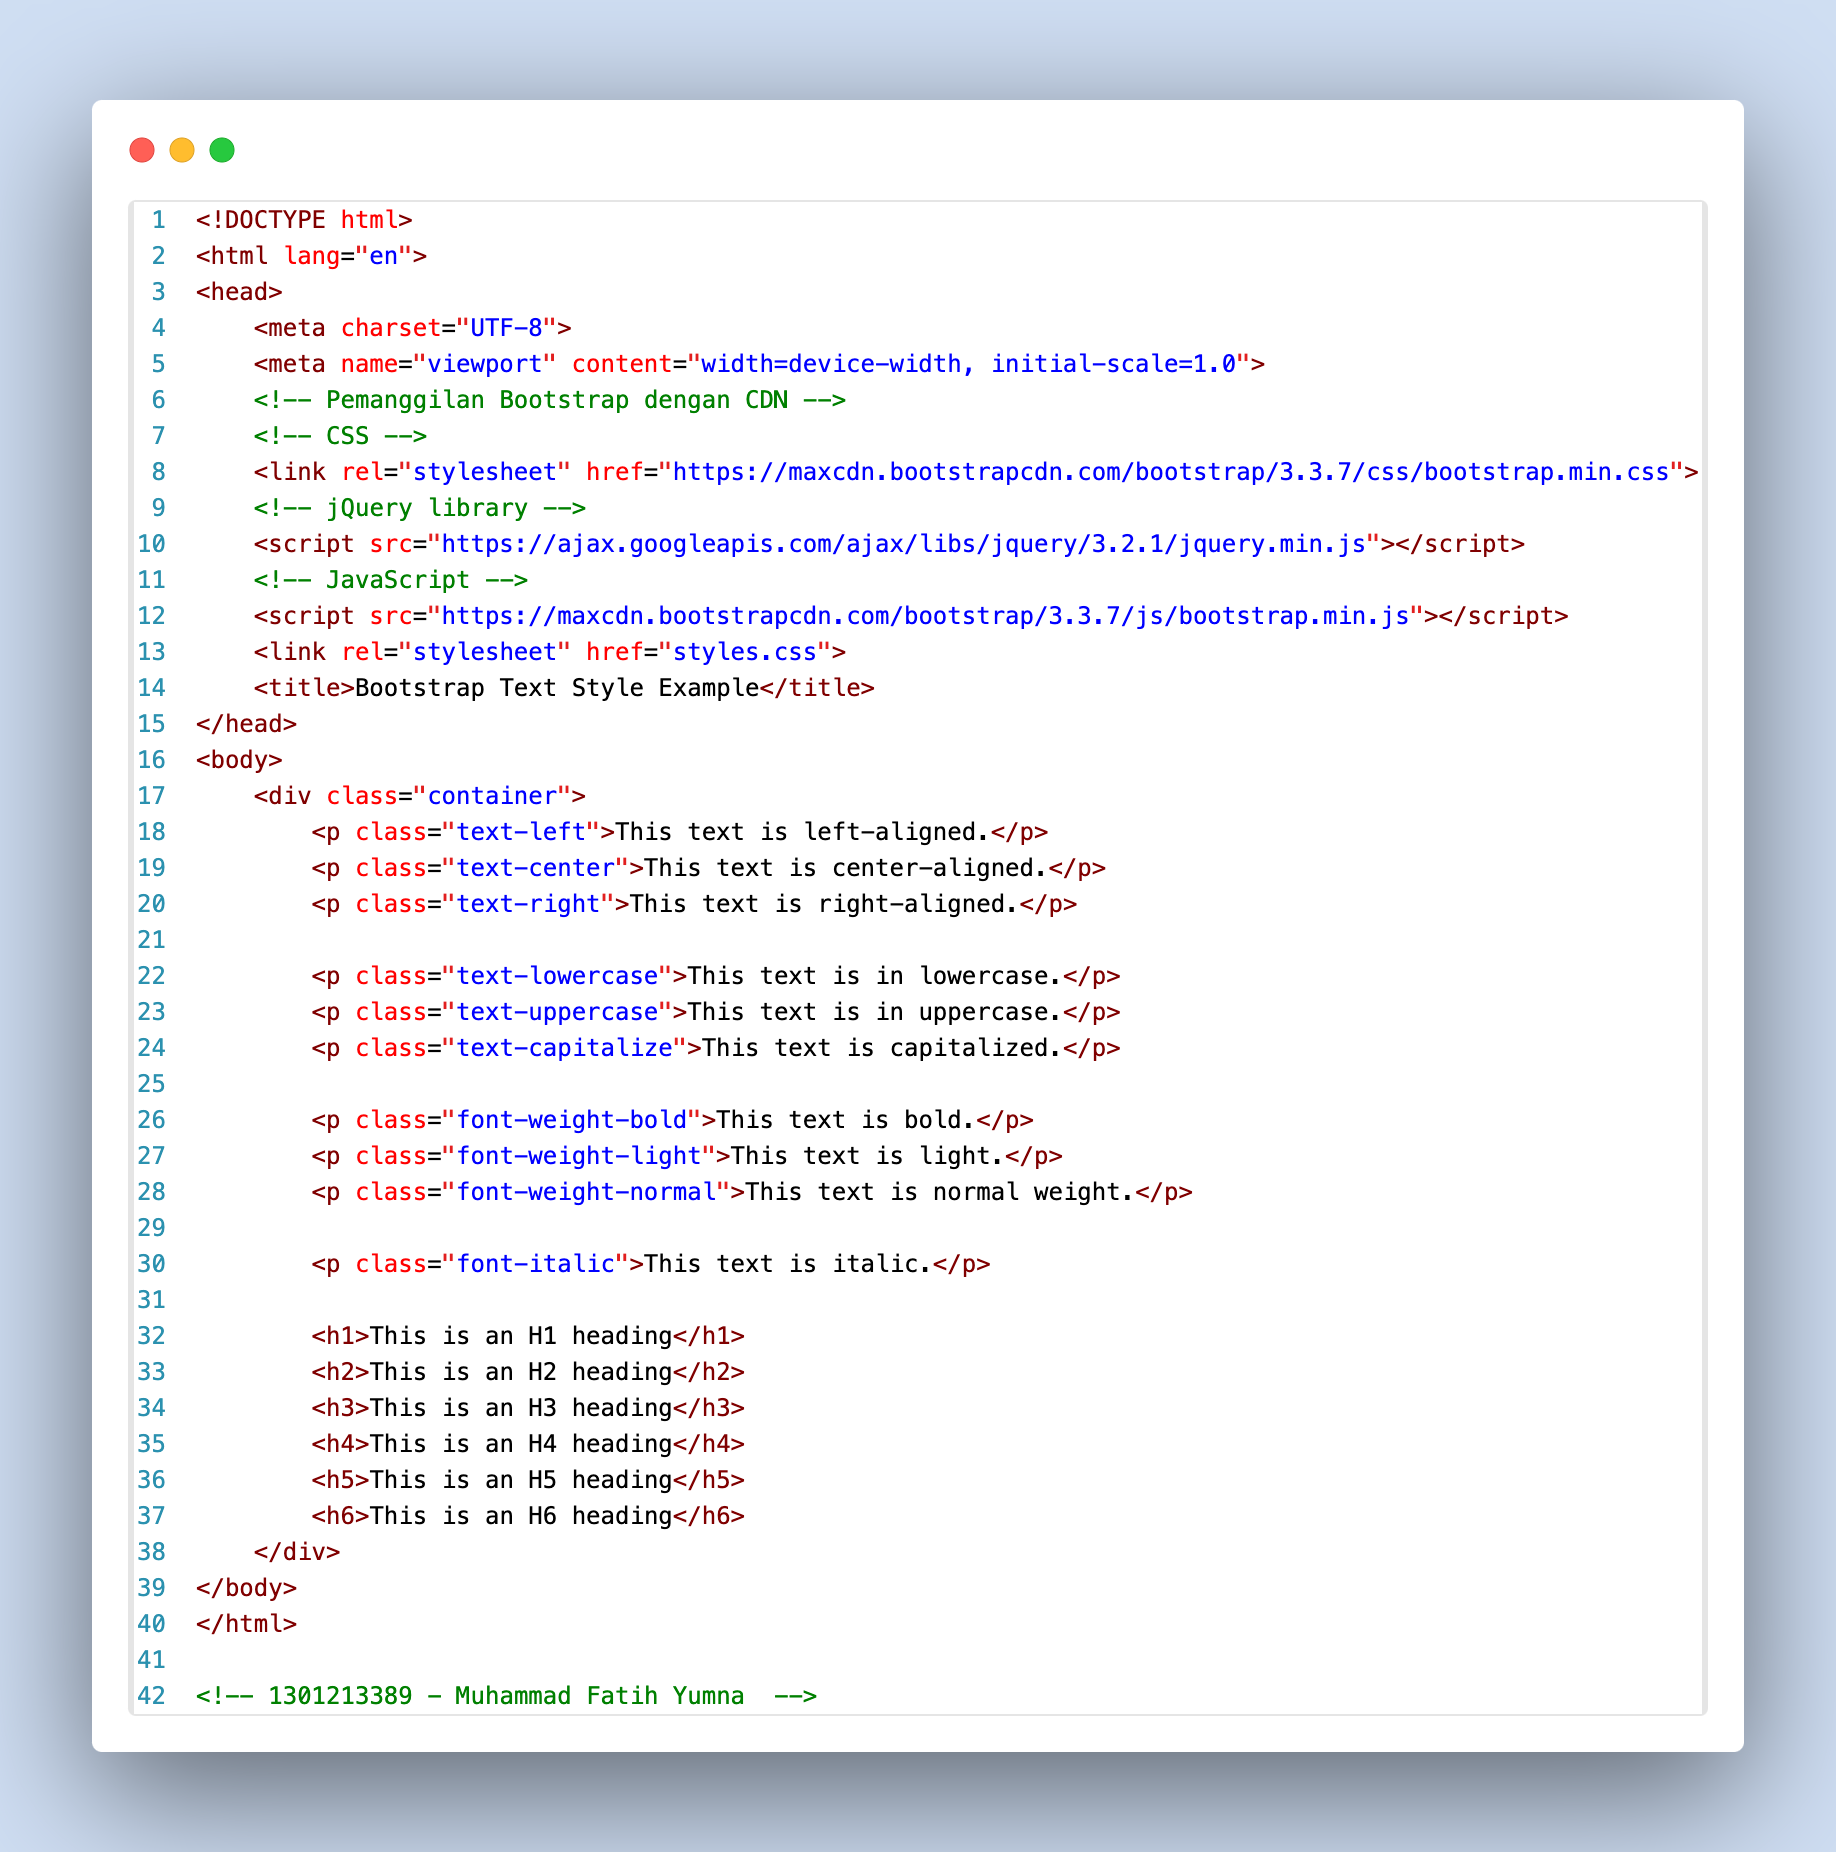 1 <!DOCTYPE html>
2 <html lang="en">
3 <head>
4     <meta charset="UTF-8">
5     <meta name="viewport" content="width=device-width, initial-scale=1.0">
6     <!-- Pemanggilan Bootstrap dengan CDN -->
7     <!-- CSS -->
8     <link rel="stylesheet" href="https://maxcdn.bootstrapcdn.com/bootstrap/3.3.7/css/bootstrap.min.css">
9     <!-- jQuery library -->
10     <script src="https://ajax.googleapis.com/ajax/libs/jquery/3.2.1/jquery.min.js"></script>
11     <!-- JavaScript -->
12     <script src="https://maxcdn.bootstrapcdn.com/bootstrap/3.3.7/js/bootstrap.min.js"></script>
13     <link rel="stylesheet" href="styles.css">
14     <title>Bootstrap Text Style Example</title>
15 </head>
16 <body>
17     <div class="container">
18         <p class="text-left">This text is left-aligned.</p>
19         <p class="text-center">This text is center-aligned.</p>
20         <p class="text-right">This text is right-aligned.</p>
21
22         <p class="text-lowercase">This text is in lowercase.</p>
23         <p class="text-uppercase">This text is in uppercase.</p>
24         <p class="text-capitalize">This text is capitalized.</p>
25
26         <p class="font-weight-bold">This text is bold.</p>
27         <p class="font-weight-light">This text is light.</p>
28         <p class="font-weight-normal">This text is normal weight.</p>
29
30         <p class="font-italic">This text is italic.</p>
31
32         <h1>This is an H1 heading</h1>
33         <h2>This is an H2 heading</h2>
34         <h3>This is an H3 heading</h3>
35         <h4>This is an H4 heading</h4>
36         <h5>This is an H5 heading</h5>
37         <h6>This is an H6 heading</h6>
38     </div>
39 </body>
40 </html>
41
42 <!-- 1301213389 - Muhammad Fatih Yumna  -->